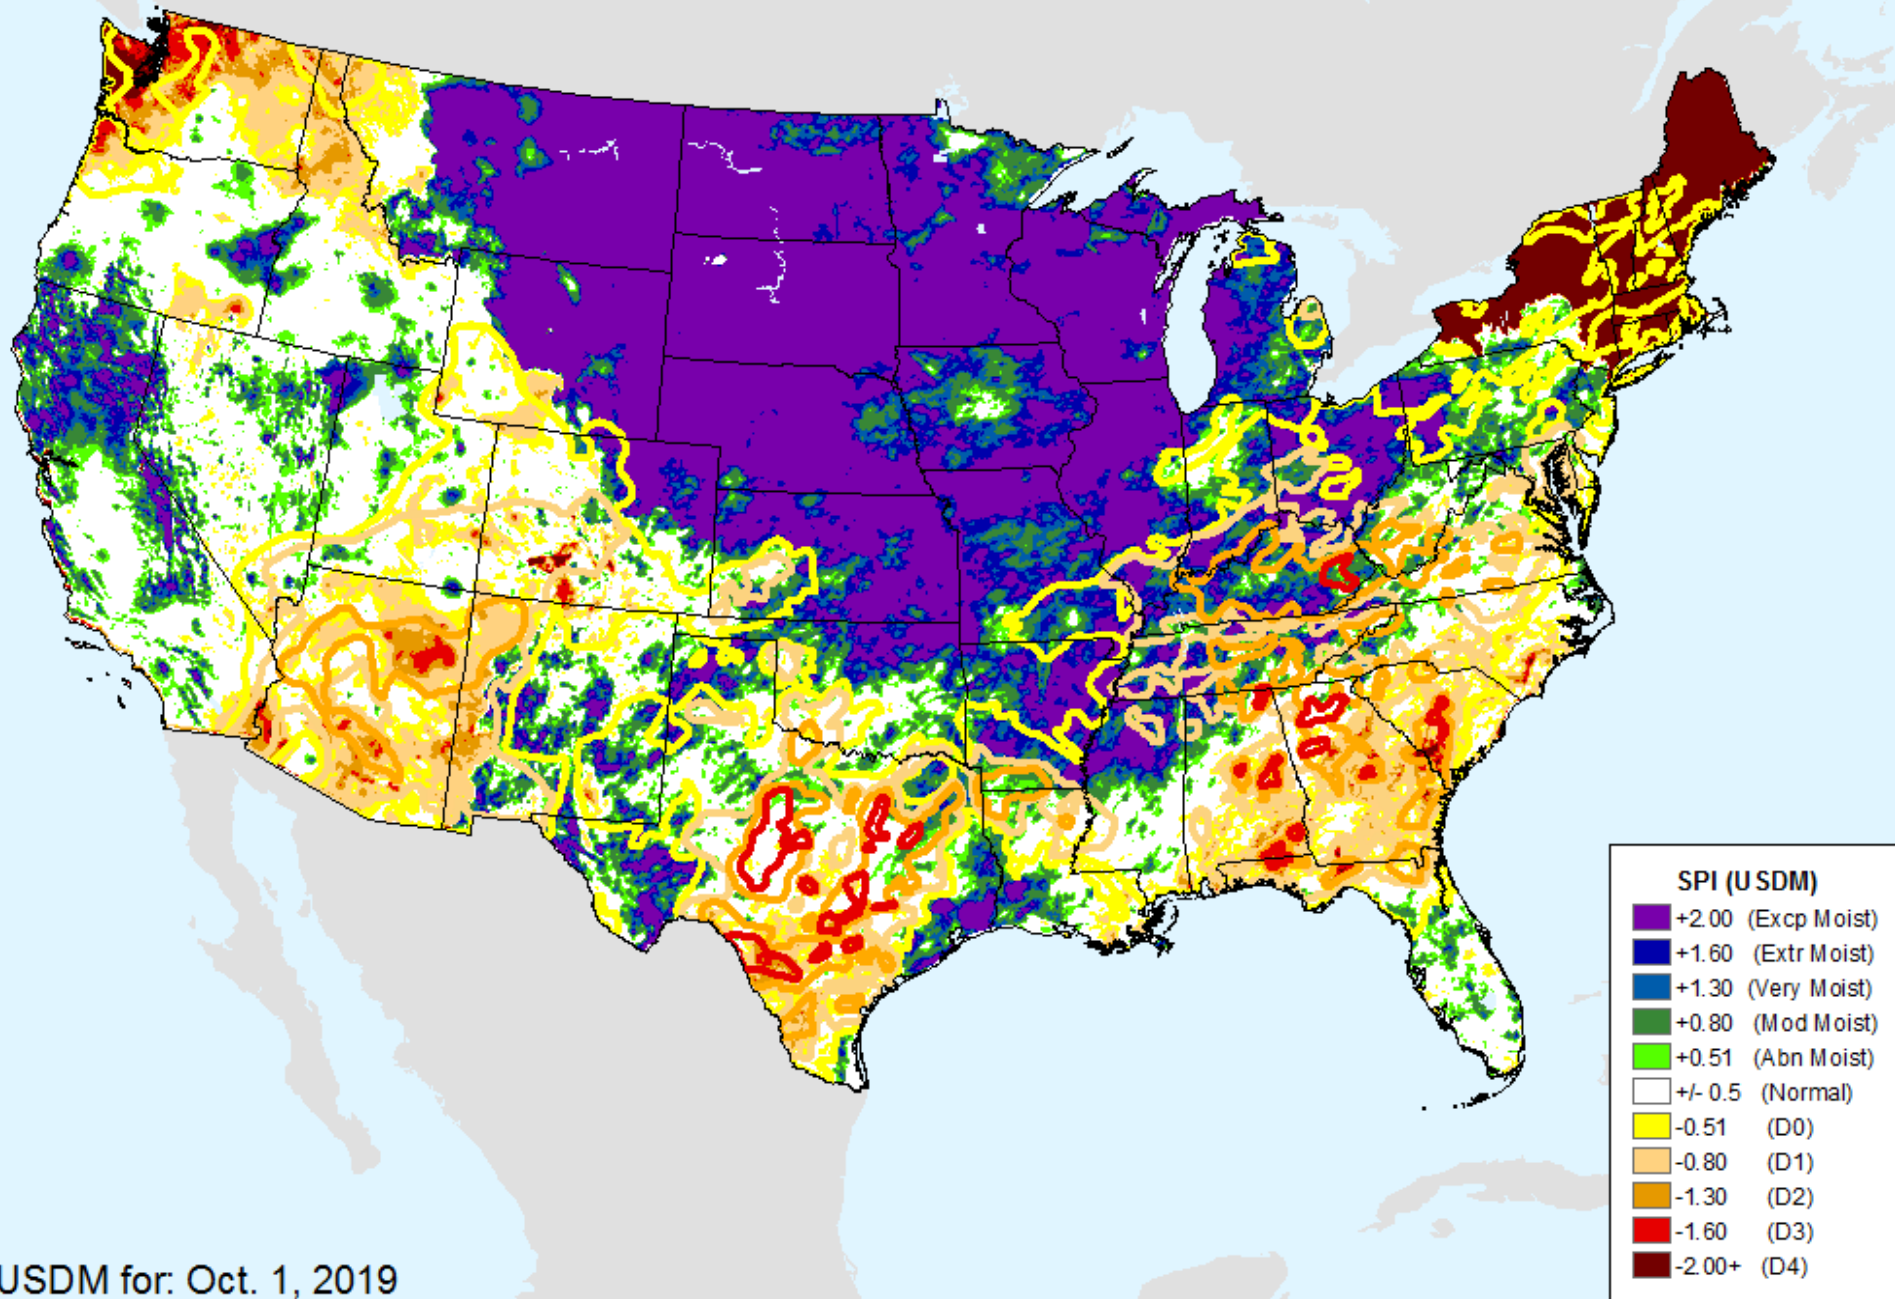 SPI (USDM)
+2.00 (Excp Moist)
+1.60 (Extr Moist)
+1.30 (Very Moist)
+0.80 (Mod Moist)
+0.51 (Abn Moist)
+/- 0.5 (Normal)
-0.51 (D0)
-0.80 (D1)
-1.30 (D2)
-1.60 (D3)
-2.00+ (D4)
USDM for: Oct. 1, 2019